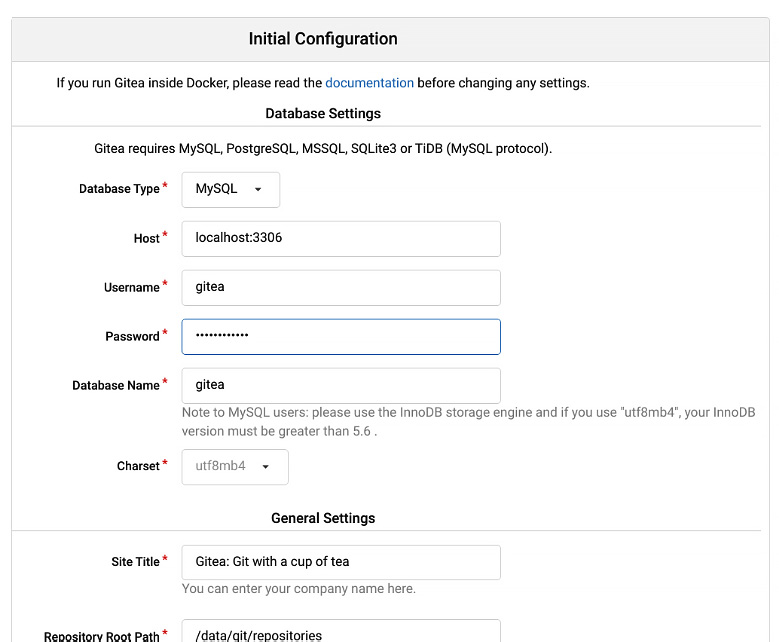 Initial Configuration
If you run Gitea inside Docker, please read the documentation before changing any settings.
Database Settings
Gitea requires MySQL, PostgreSQL, MSSQL, SQLite3 or TiDB (MySQL protocol).
Database Type* MySQL
Host* localhost:3306
Username* gitea
Password* ••••••••••••
Database Name* gitea
Note to MySQL users: please use the InnoDB storage engine and if you use "utf8mb4", your InnoDB
version must be greater than 5.6 .
Charset* utf8mb4
General Settings
Site Title* Gitea: Git with a cup of tea
You can enter your company name here.
Repository Root Path* /data/git/repositories